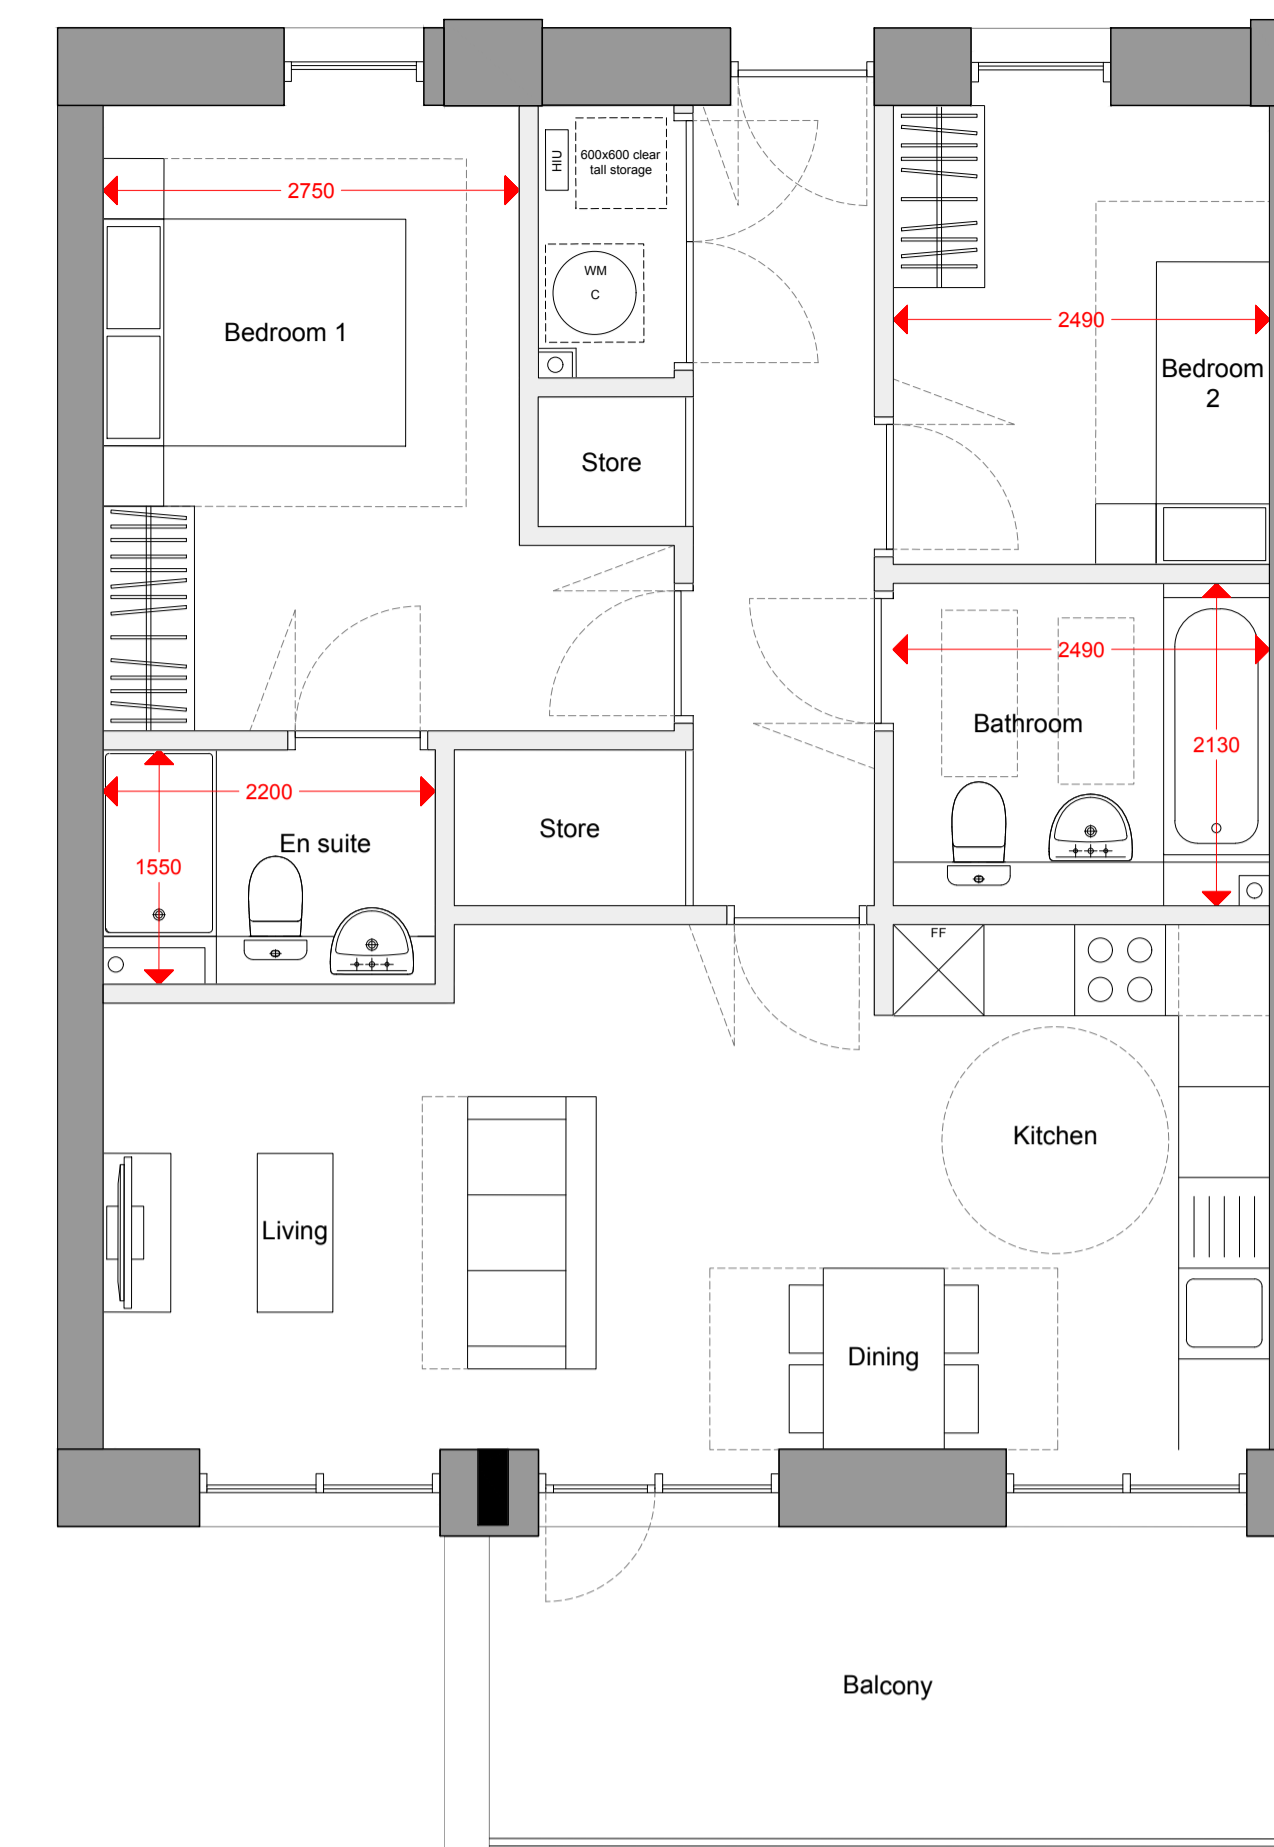 HIU
600x600 clear
tall storage
2750
WM
C
2490
Bedroom 1
Bedroom
2
Store
2490
Bathroom
2130
2200
Store
En suite
1550
FF
Kitchen
Living
Dining
Balcony